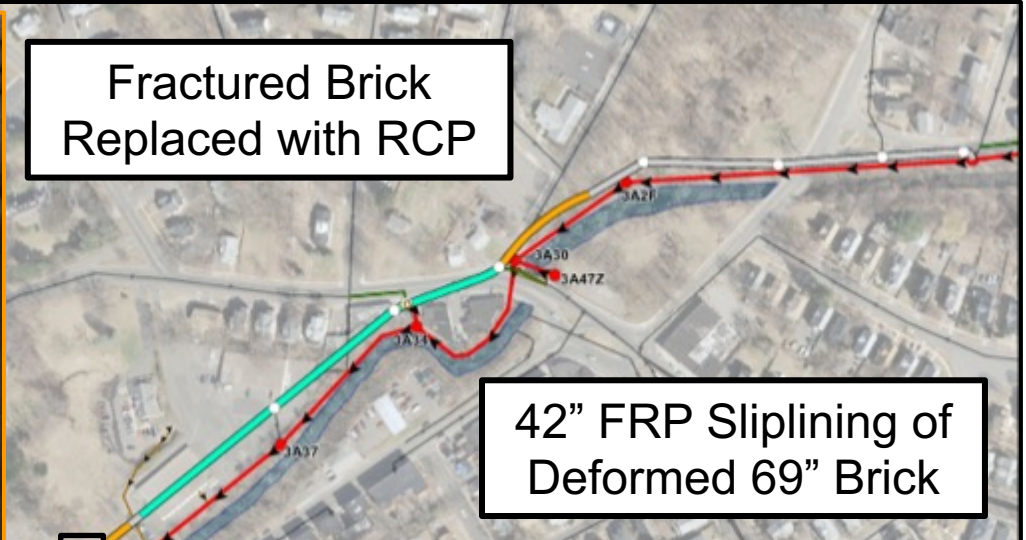 Fractured Brick
Replaced with RCP
3A2F
3A30
3A47Z
3A34
3A37
42” FRP Sliplining of
Deformed 69” Brick